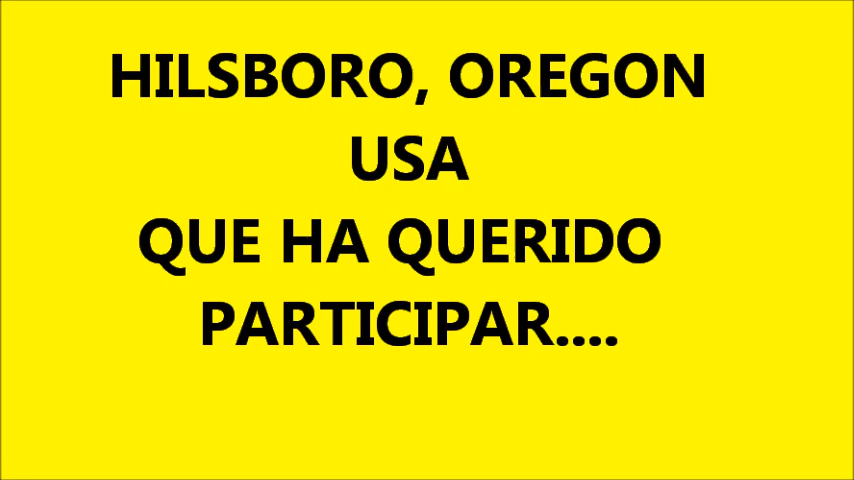 HILSBORO, OREGON
USA
QUE HA QUERIDO
PARTICIPAR....